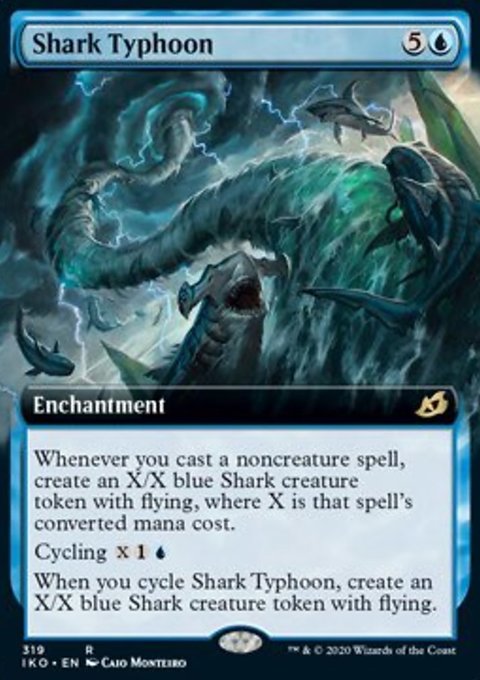 Shark Typhoon 5
Enchantment
Whenever you cast a noncreature spell,
create an X/X blue Shark creature
token with flying, where X is that spell's
converted mana cost.
Cycling X 1
When you cycle Shark Typhoon, create an
X/X blue Shark creature token with flying.
319 R
IKO • EN Caio Monteiro
™ & © 2020 Wizards of the Coast